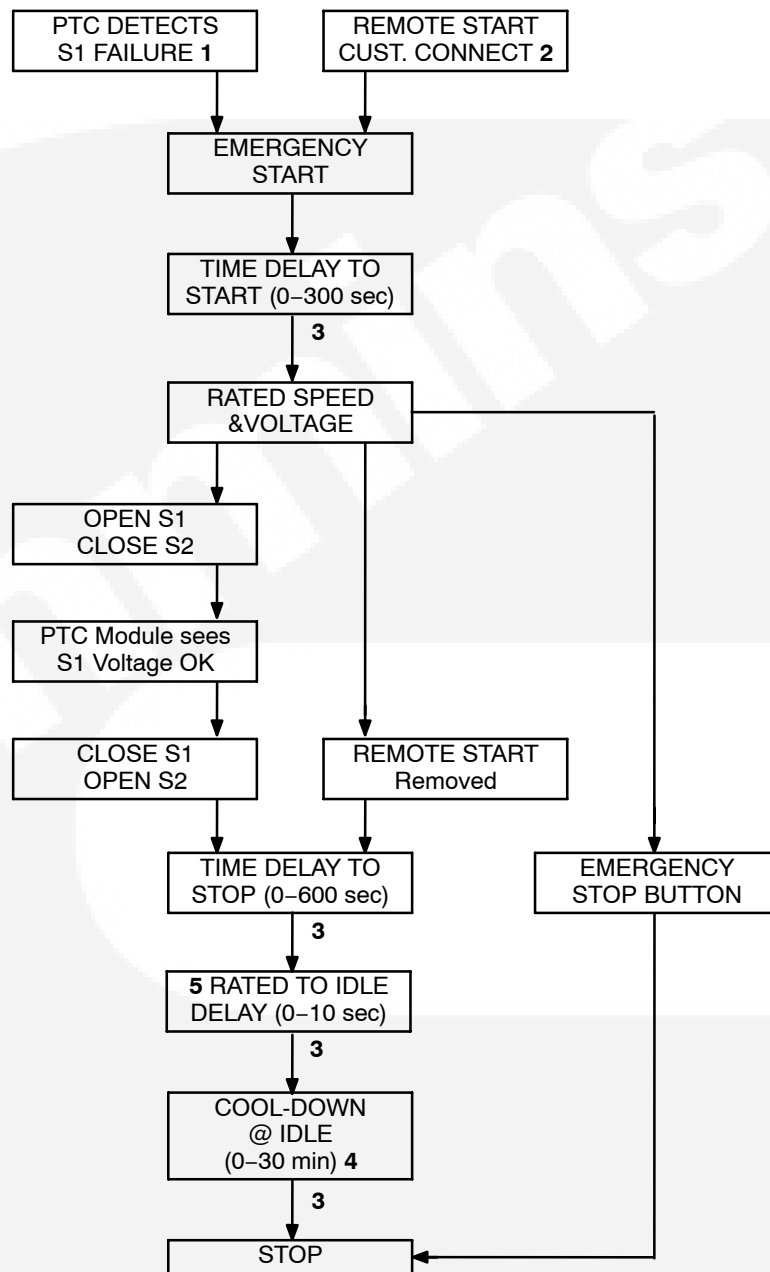 PTC DETECTS
S1 FAILURE 1
REMOTE START
CUST. CONNECT 2
EMERGENCY
START
TIME DELAY TO
START (0−300 sec)
3
RATED SPEED
&VOLTAGE
OPEN S1
CLOSE S2
PTC Module sees
S1 Voltage OK
CLOSE S1
OPEN S2
REMOTE START
Removed
TIME DELAY TO
STOP (0−600 sec)
EMERGENCY
STOP BUTTON
3
5 RATED TO IDLE
DELAY (0−10 sec)
3
COOL-DOWN
@ IDLE
(0−30 min) 4
3
STOP